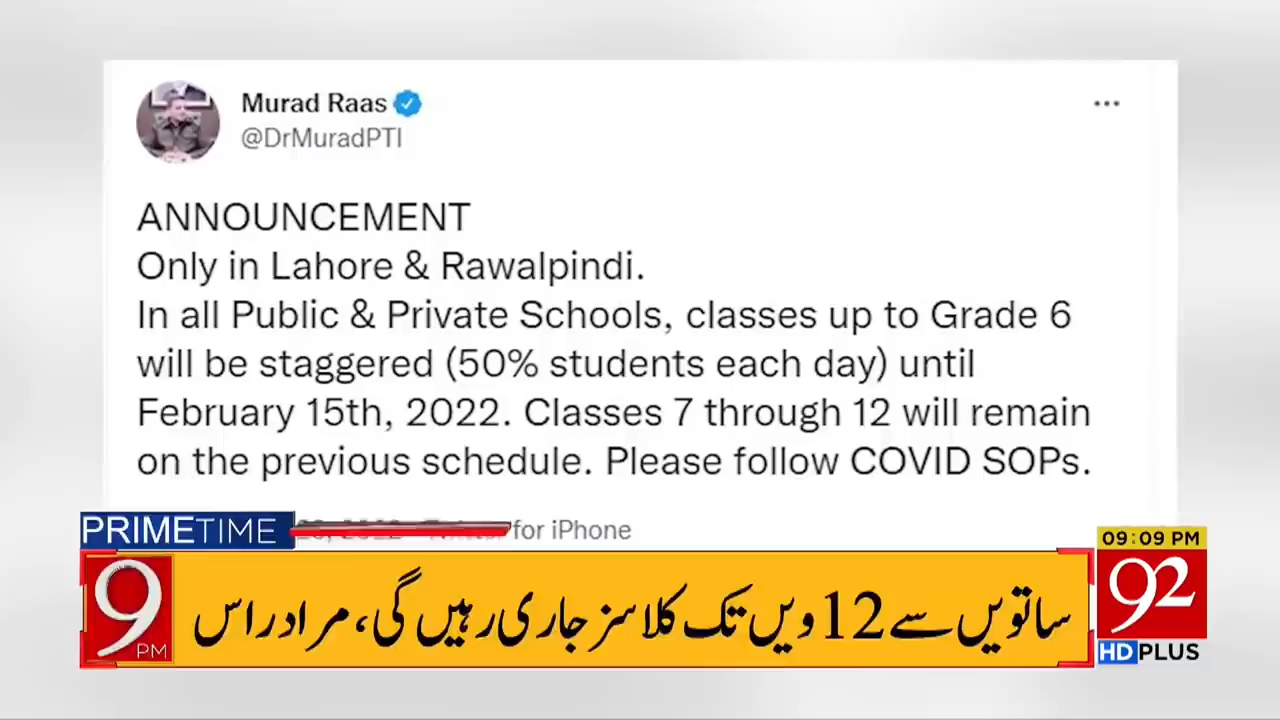 Murad Raas
@DrMuradPTI
ANNOUNCEMENT
Only in Lahore & Rawalpindi.
In all Public & Private Schools, classes up to Grade 6
will be staggered (50% students each day) until
February 15th, 2022. Classes 7 through 12 will remain
on the previous schedule. Please follow COVID SOPs.
for iPhone
PRIMETIME
9 PM
ساتویں سے 12 ویں تک کلاسز جاری رہیں گی، مراد راس
09:09 PM
92
HD PLUS